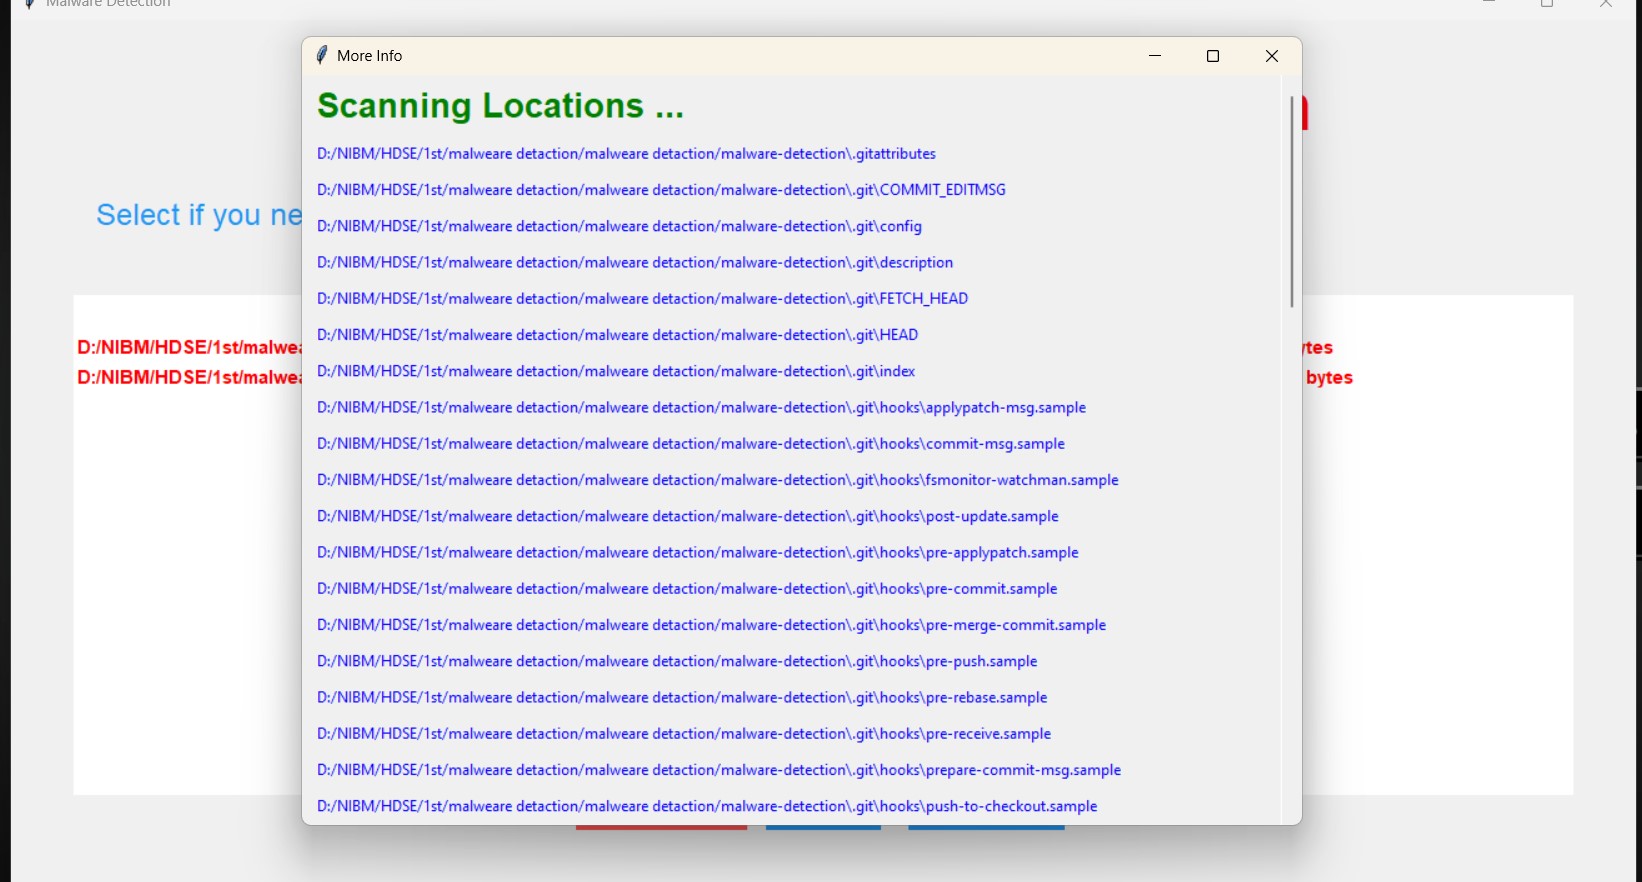 Malware Detection
More Info
Scanning Locations ...
D:/NIBM/HDSE/1st/malweare detaction/malweare detaction/malware-detection\.gitattributes
D:/NIBM/HDSE/1st/malweare detaction/malweare detaction/malware-detection\.git\COMMIT_EDITMSG
Select if you ne
D:/NIBM/HDSE/1st/malweare detaction/malweare detaction/malware-detection\.git\config
D:/NIBM/HDSE/1st/malweare detaction/malweare detaction/malware-detection\.git\description
D:/NIBM/HDSE/1st/malweare detaction/malweare detaction/malware-detection\.git\FETCH_HEAD
D:/NIBM/HDSE/1st/malweare detaction/malweare detaction/malware-detection\.git\HEAD
D:/NIBM/HDSE/1st/malwea
ytes
D:/NIBM/HDSE/1st/malweare detaction/malweare detaction/malware-detection\.git\index
D:/NIBM/HDSE/1st/malwea
bytes
D:/NIBM/HDSE/1st/malweare detaction/malweare detaction/malware-detection\.git\hooks\applypatch-msg.sample
D:/NIBM/HDSE/1st/malweare detaction/malweare detaction/malware-detection\.git\hooks\commit-msg.sample
D:/NIBM/HDSE/1st/malweare detaction/malweare detaction/malware-detection\.git\hooks\fsmonitor-watchman.sample
D:/NIBM/HDSE/1st/malweare detaction/malweare detaction/malware-detection\.git\hooks\post-update.sample
D:/NIBM/HDSE/1st/malweare detaction/malweare detaction/malware-detection\.git\hooks\pre-applypatch.sample
D:/NIBM/HDSE/1st/malweare detaction/malweare detaction/malware-detection\.git\hooks\pre-commit.sample
D:/NIBM/HDSE/1st/malweare detaction/malweare detaction/malware-detection\.git\hooks\pre-merge-commit.sample
D:/NIBM/HDSE/1st/malweare detaction/malweare detaction/malware-detection\.git\hooks\pre-push.sample
D:/NIBM/HDSE/1st/malweare detaction/malweare detaction/malware-detection\.git\hooks\pre-rebase.sample
D:/NIBM/HDSE/1st/malweare detaction/malweare detaction/malware-detection\.git\hooks\pre-receive.sample
D:/NIBM/HDSE/1st/malweare detaction/malweare detaction/malware-detection\.git\hooks\prepare-commit-msg.sample
D:/NIBM/HDSE/1st/malweare detaction/malweare detaction/malware-detection\.git\hooks\push-to-checkout.sample